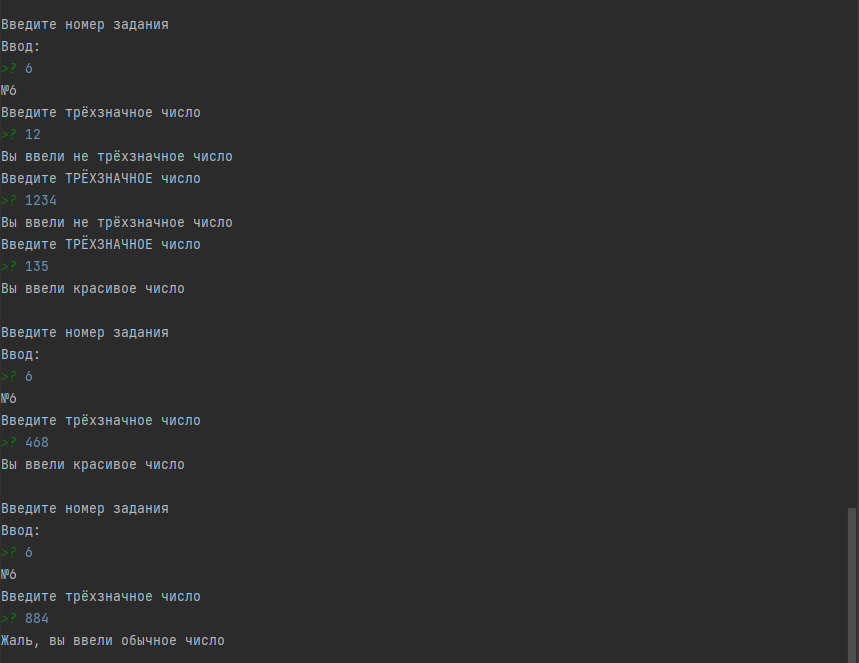 Введите номер задания
Ввод:
>? 6
№6
Введите трёхзначное число
>? 12
Вы ввели не трёхзначное число
Введите ТРЁХЗНАЧНОЕ число
>? 1234
Вы ввели не трёхзначное число
Введите ТРЁХЗНАЧНОЕ число
>? 135
Вы ввели красивое число
Введите номер задания
Ввод:
>? 6
№6
Введите трёхзначное число
>? 468
Вы ввели красивое число
Введите номер задания
Ввод:
>? 6
№6
Введите трёхзначное число
>? 884
Жаль, вы ввели обычное число